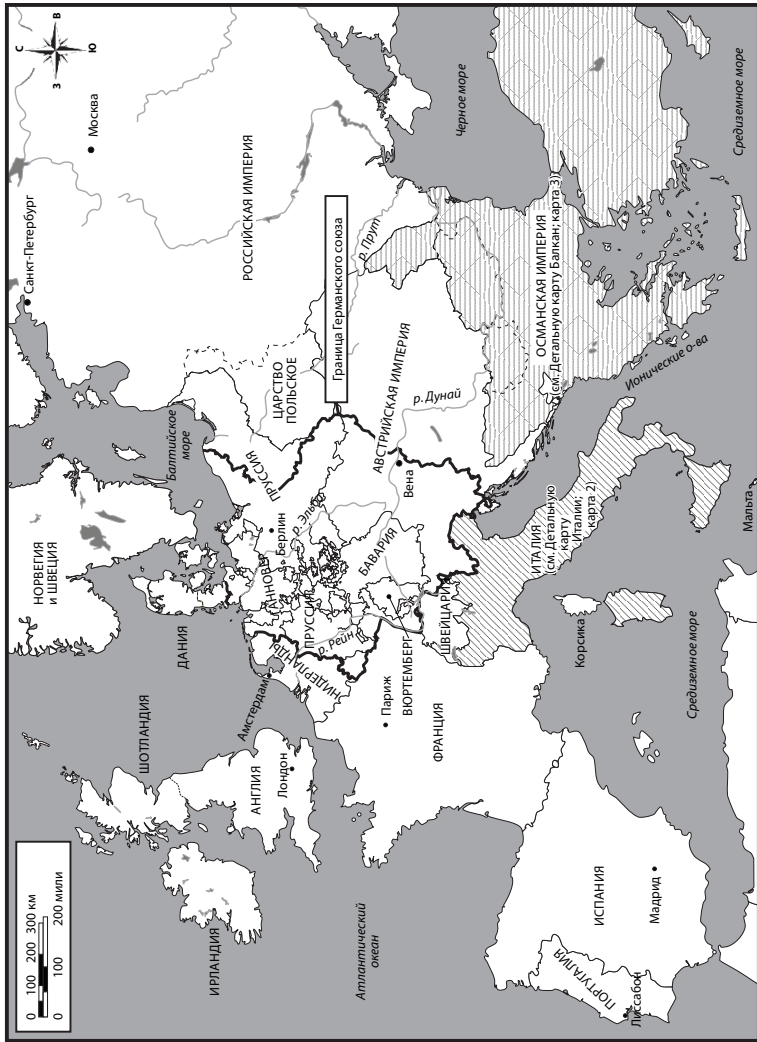 0 100 200 300 км
0 100 200 мили
С
В
Ю
З
Санкт-Петербург
Москва
НОРВЕГИЯ
и ШВЕЦИЯ
Балтийское
море
РОССИЙСКАЯ ИМПЕРИЯ
ШОТЛАНДИЯ
ДАНИЯ
ИРЛАНДИЯ
АНГЛИЯ
Лондон
Амстердам
НИДЕРЛАНДЫ
ГАННОВЕР
Берлин
ПРУССИЯ
ПРУССИЯ
р. Эльба
р. Рейн
ЦАРСТВО
ПОЛЬСКОЕ
Граница Германского союза
р. Прут
Атлантический
океан
Париж
ВЮРТЕМБЕРГ
БАВАРИЯ
Вена
АВСТРИЙСКАЯ ИМПЕРИЯ
р. Дунай
ФРАНЦИЯ
ШВЕЙЦАРИЯ
Черное море
ИТАЛИЯ
(см. Детальную
карту
Италии;
карта 2)
ОСМАНСКАЯ ИМПЕРИЯ
(см. Детальную карту Балкан; карта 3)
Корсика
Ионические о-ва
ПОРТУГАЛИЯ
Лиссабон
ИСПАНИЯ
Мадрид
Средиземное море
Мальта
Средиземное море